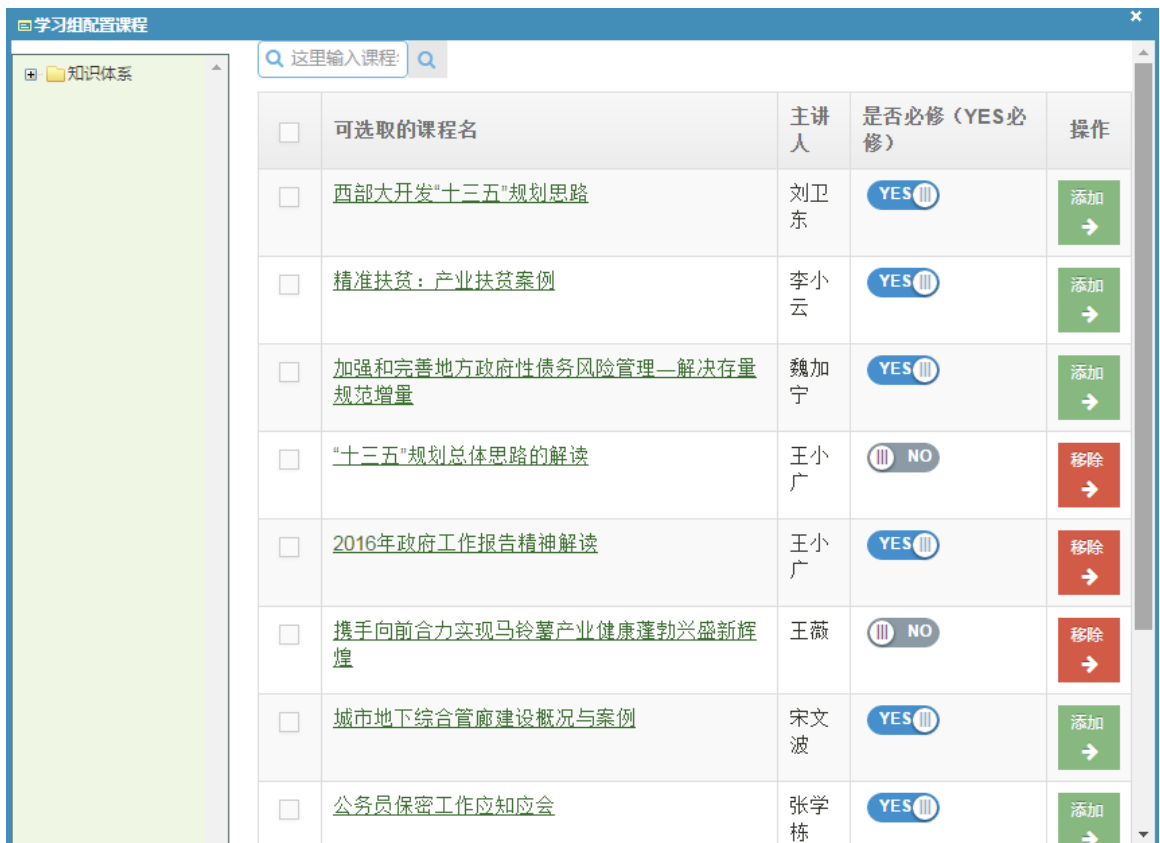 学习组配置课程
×
知识体系
这里输入课程
可选取的课程名
主讲
人
是否必修（YES必
修）
操作
西部大开发“十三五”规划思路
刘卫
东
YES
添加
精准扶贫：产业扶贫案例
李小
云
YES
添加
加强和完善地方政府性债务风险管理—解决存量
规范增量
魏加
宁
YES
添加
“十三五”规划总体思路的解读
王小
广
NO
移除
2016年政府工作报告精神解读
王小
广
YES
移除
携手向前合力实现马铃薯产业健康蓬勃兴盛新辉
煌
王薇
NO
移除
城市地下综合管廊建设概况与案例
宋文
波
YES
添加
公务员保密工作应知应会
张学
栋
YES
添加